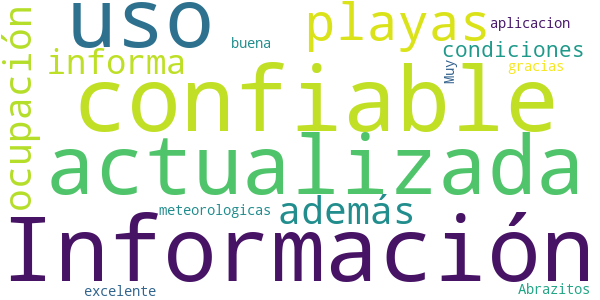 uso
playas
aplicacion
ocupación
buena
informa
condiciones
gracias
Muy
confiable
actualizada
meteorologicas
además
Información
excelente
Abrazitos